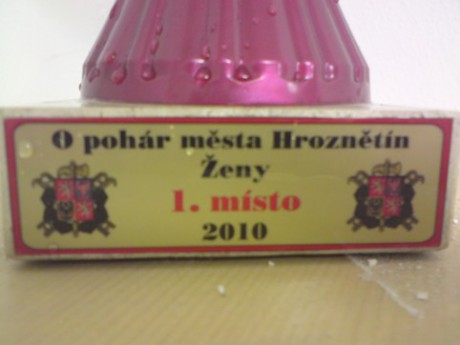 O pohár města Hroznětín
Ženy
1. místo
2010